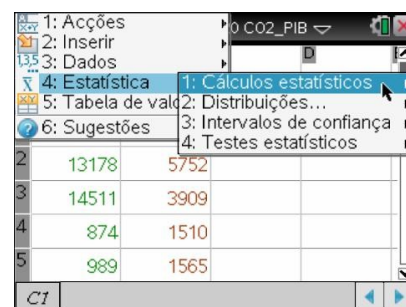 1: Acções
0 CO2_PIB
2: Inserir
3: Dados
D
4: Estatística
1: Cálculos estatísticos
5: Tabela de valo
2: Distribuições...
6: Sugestões
3: Intervalos de confiança
4: Testes estatísticos
2 13178 5752
3 14511 3909
4 874 1510
5 989 1565
C1